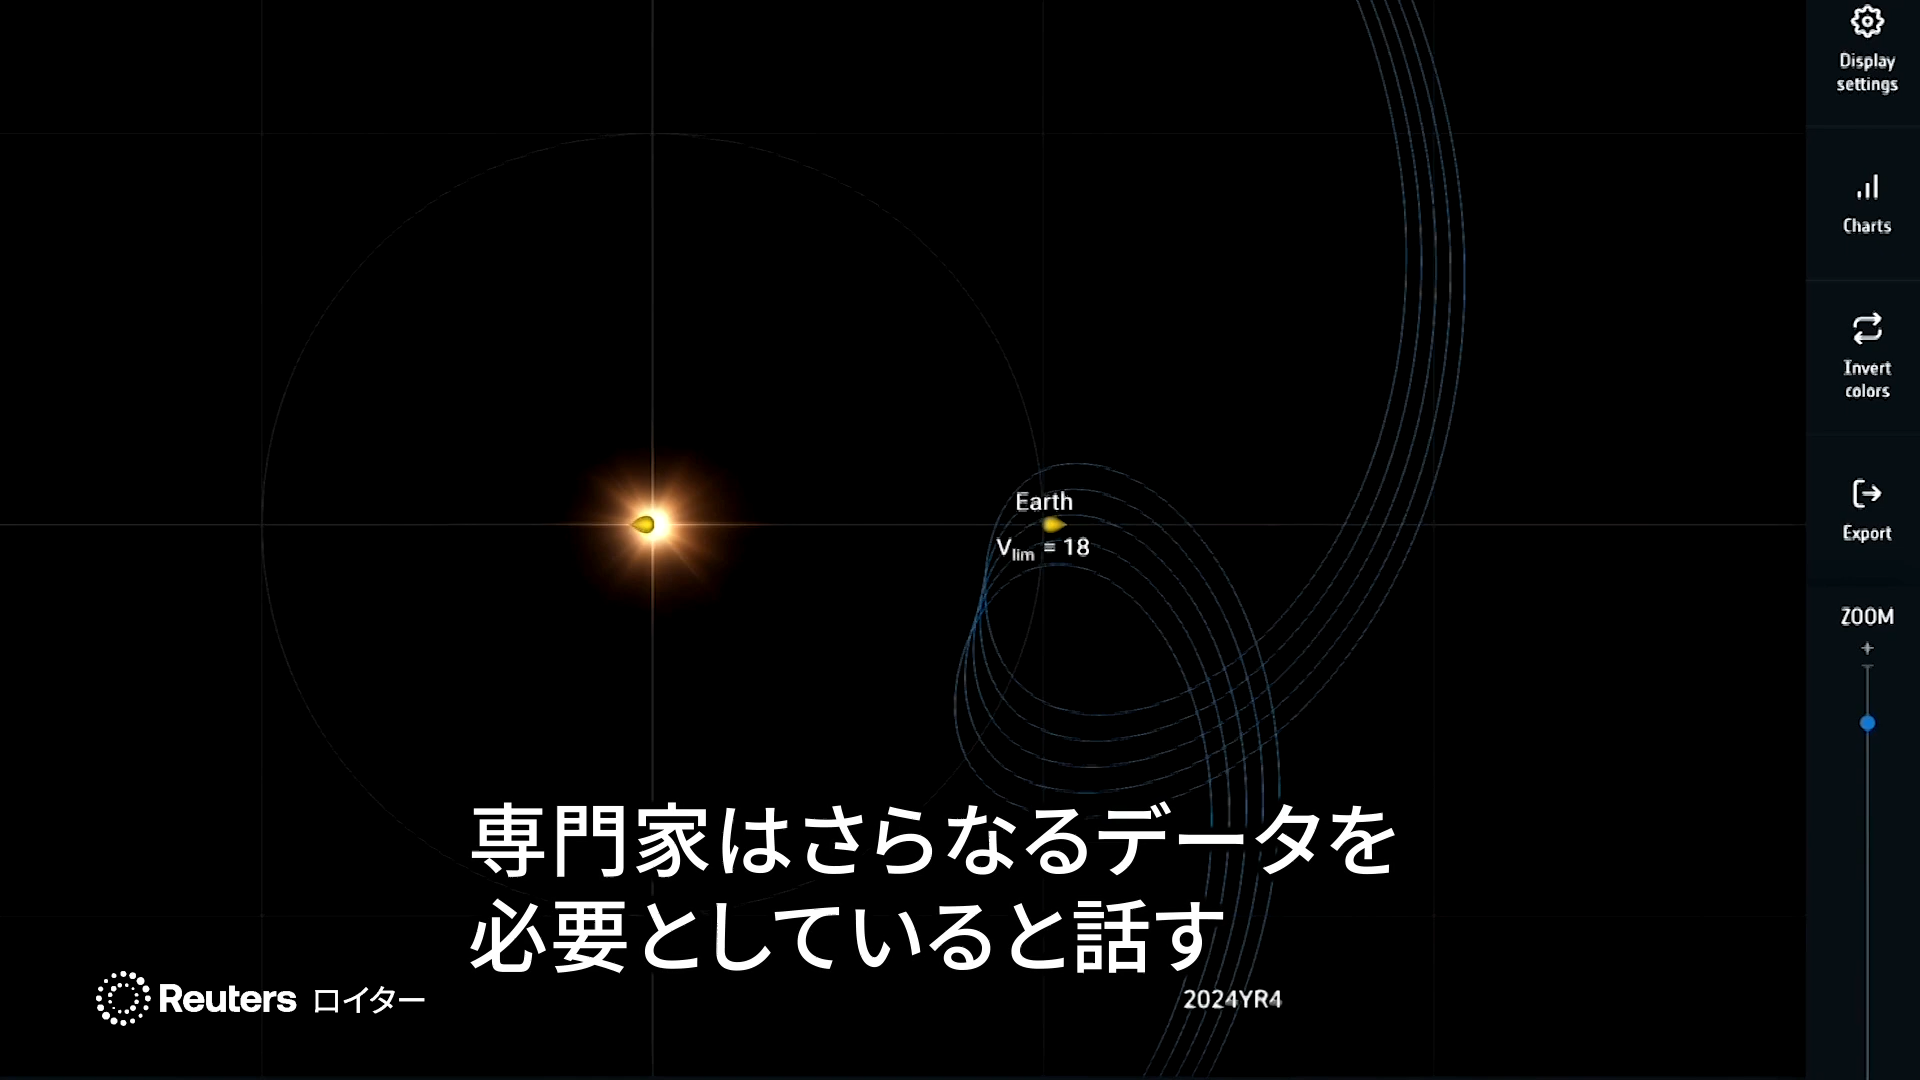 Display
settings
Charts
Invert
colors
Export
ZOOM
+
Earth
Vlim = 18
専門家はさらなるデータを
必要としていると話す
Reuters ロイター
2024YR4